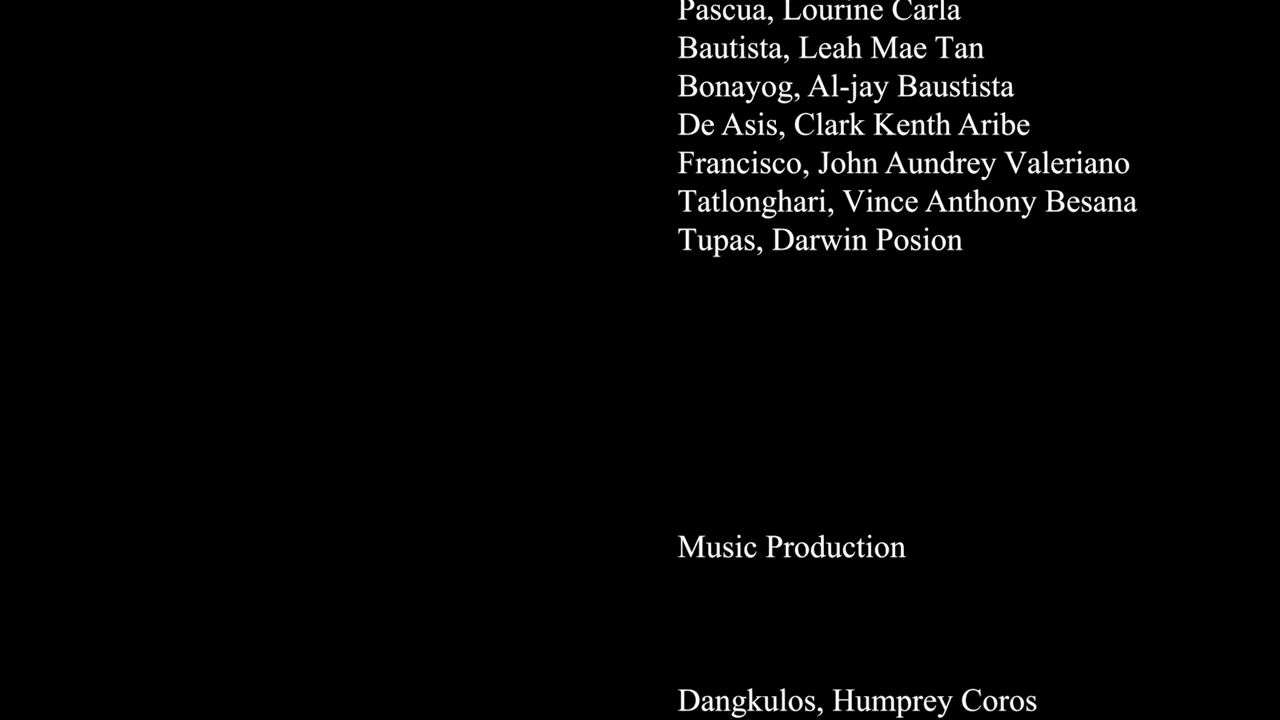 Pascua, Lourine Carla
Bautista, Leah Mae Tan
Bonayog, Al-jay Baustista
De Asis, Clark Kenth Aribe
Francisco, John Aundrey Valeriano
Tatlonghari, Vince Anthony Besana
Tupas, Darwin Posion
Music Production
Dangkulos, Humprey Coros